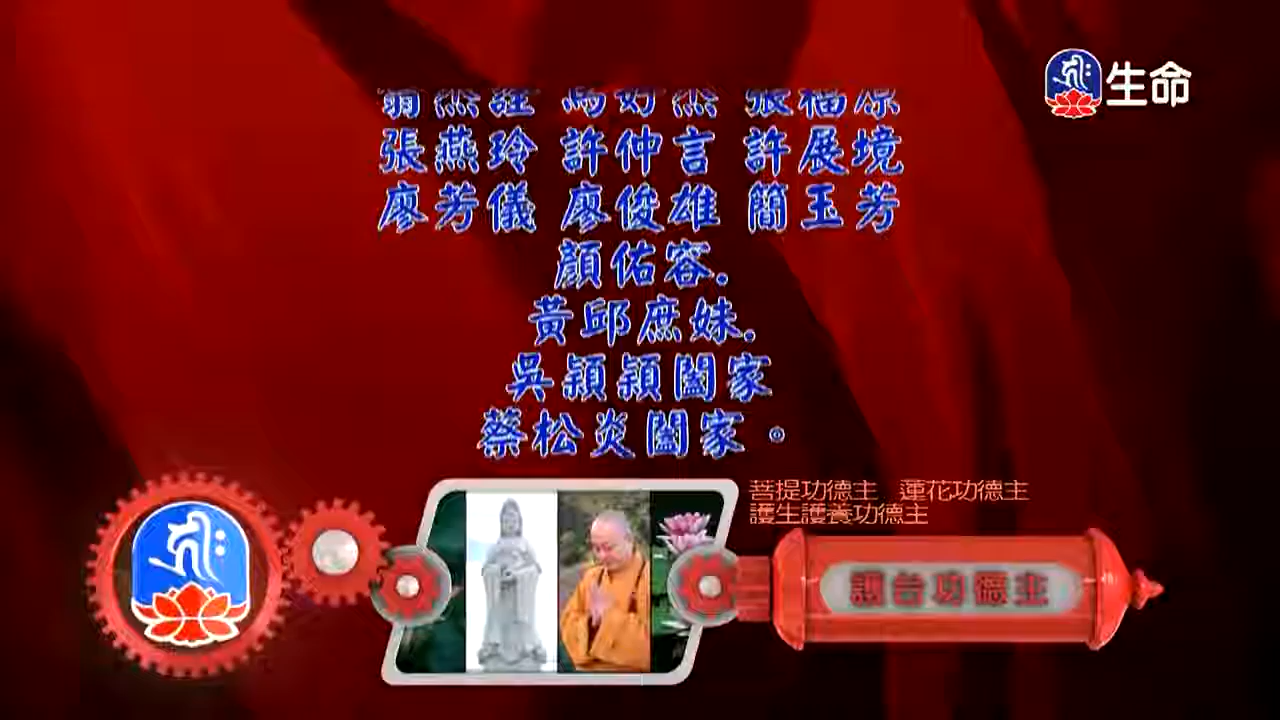 生命
張燕玲 許仲言 許展境
廖芳儀 廖俊雄 簡玉芳
顏佑容.
黃邱庶妹.
吳穎穎闔家
蔡松炎闔家。
菩提功德主 蓮花功德主
護生護養功德主
護台功德主